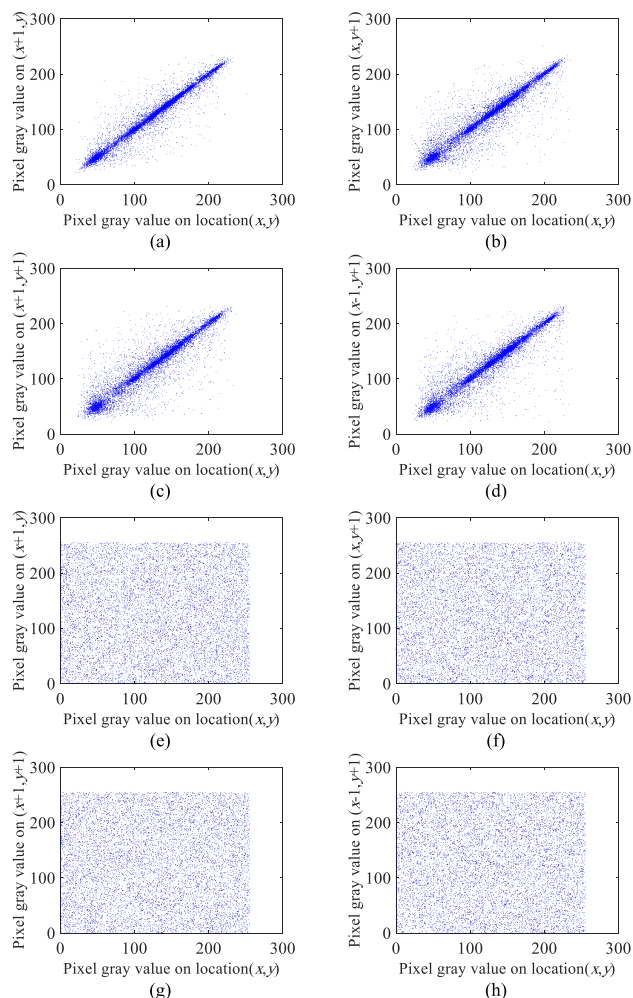 300
200
100
0
Pixel gray value on (x+1,y)
0 100 200 300
Pixel gray value on location(x,y)
(a)
300
200
100
0
Pixel gray value on (x,y+1)
0 100 200 300
Pixel gray value on location(x,y)
(b)
300
200
100
0
Pixel gray value on (x+1,y+1)
0 100 200 300
Pixel gray value on location(x,y)
(c)
300
200
100
0
Pixel gray value on (x-1,y+1)
0 100 200 300
Pixel gray value on location(x,y)
(d)
300
200
100
0
Pixel gray value on (x+1,y)
0 100 200 300
Pixel gray value on location(x,y)
(e)
300
200
100
0
Pixel gray value on (x,y+1)
0 100 200 300
Pixel gray value on location(x,y)
(f)
300
200
100
0
Pixel gray value on (x+1,y+1)
0 100 200 300
Pixel gray value on location(x,y)
(g)
300
200
100
0
Pixel gray value on (x-1,y+1)
0 100 200 300
Pixel gray value on location(x,y)
(h)